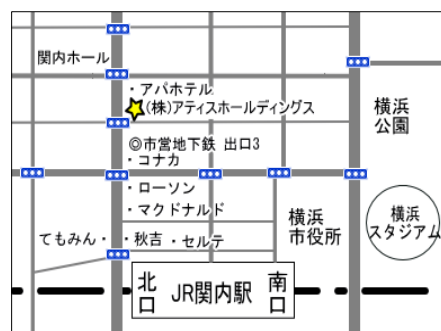 関内ホール
・アパホテル
(株)アティスホールディングス
横浜
公園
◎市営地下鉄 出口3
・コナカ
・ローソン
・マクドナルド
横浜
市役所
横浜
スタジアム
てもみん・
・秋吉
・セルテ
北口
JR関内駅
南口